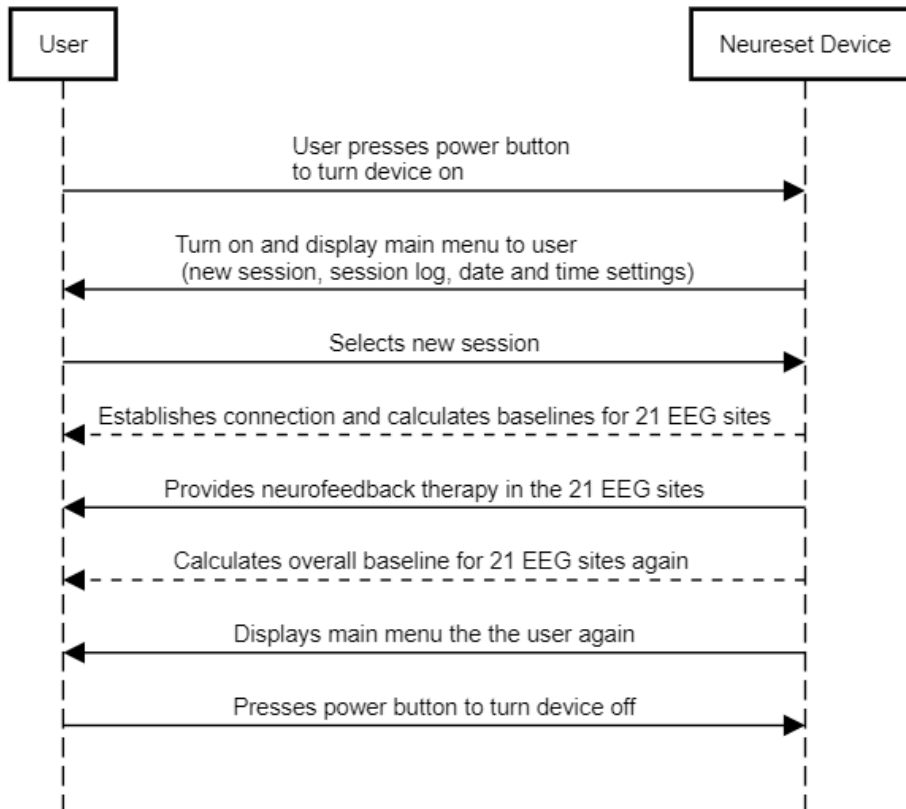 User
Neureset Device
User presses power button
to turn device on
Turn on and display main menu to user
(new session, session log, date and time settings)
Selects new session
Establishes connection and calculates baselines for 21 EEG sites
Provides neurofeedback therapy in the 21 EEG sites
Calculates overall baseline for 21 EEG sites again
Displays main menu the the user again
Presses power button to turn device off